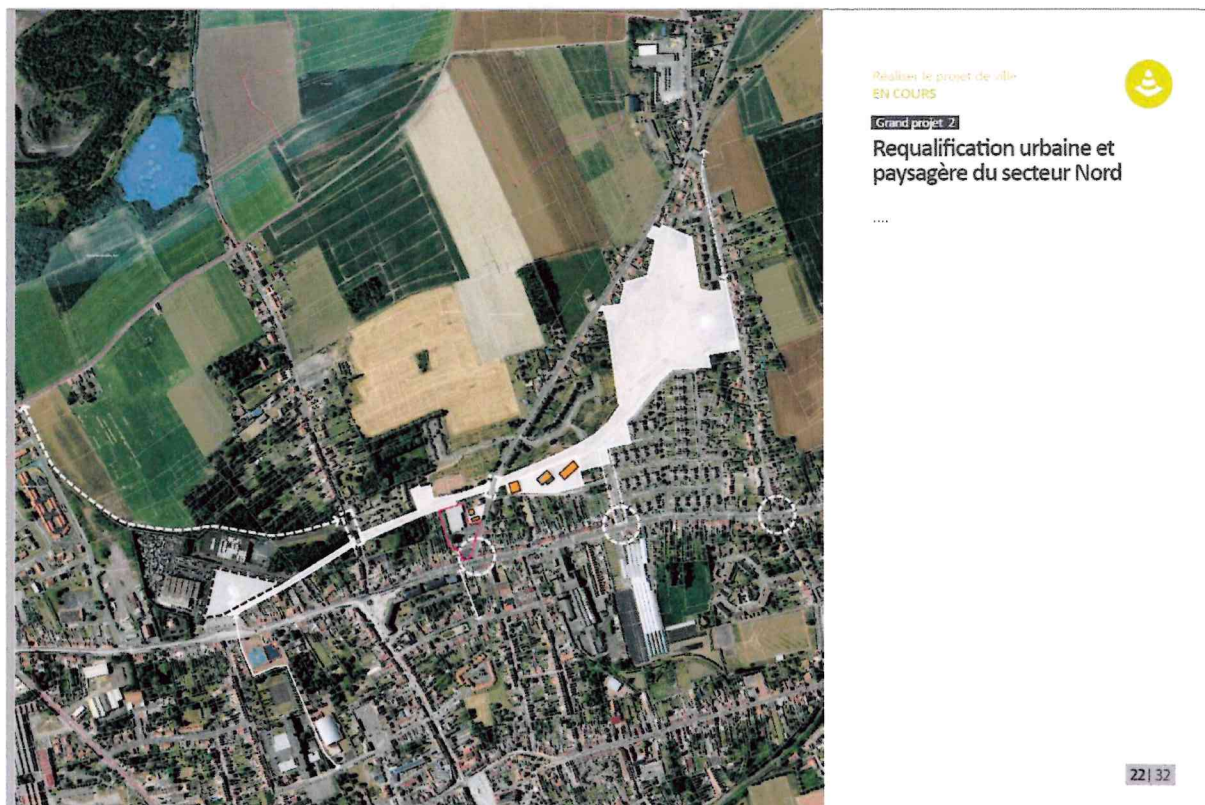 Réaliser le projet de ville
EN COURS
Grand projet 2
Requalification urbaine et
paysagère du secteur Nord
....
22| 32